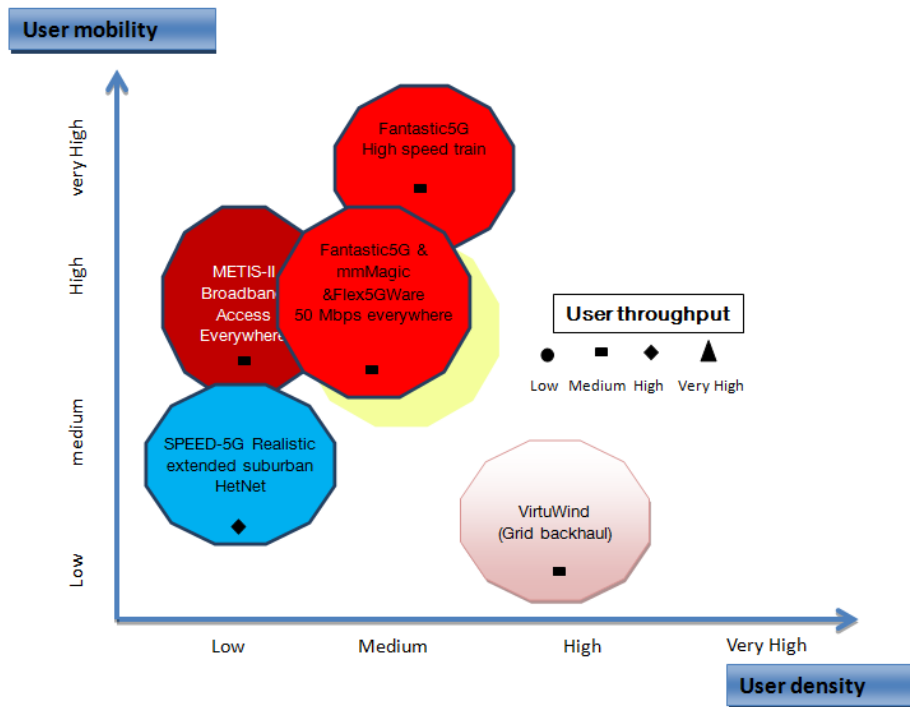 User mobility
very High
High
medium
Low
Fantastic5G
High speed train
METIS-II
Broadband
Access
Everywhere
Fantastic5G &
mmMagic
&Flex5GWare
50 Mbps everywhere
User throughput
Low Medium High Very High
SPEED-5G Realistic
extended suburban
HetNet
VirtuWind
(Grid backhaul)
Low Medium High Very High
User density